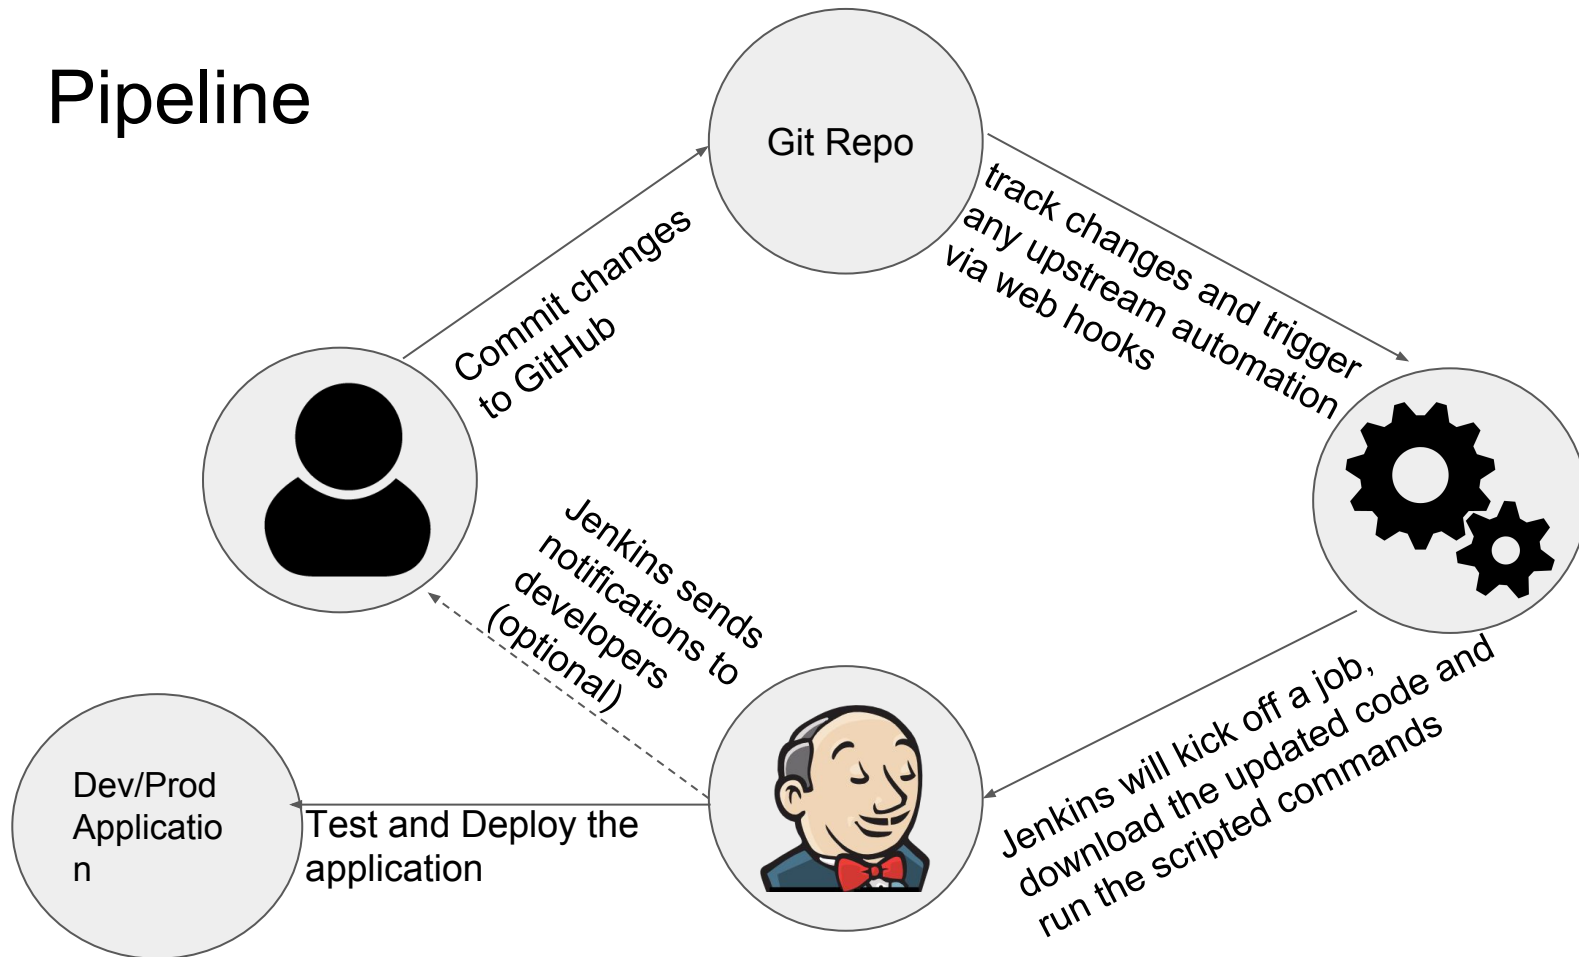 Pipeline
Git Repo
Commit changes
to GitHub
track changes and trigger
any upstream automation
via web hooks
Jenkins sends
notifications to
developers
(optional)
Jenkins will kick off a job,
download the updated code and
run the scripted commands
Dev/Prod
Applicatio
n
Test and Deploy the
application